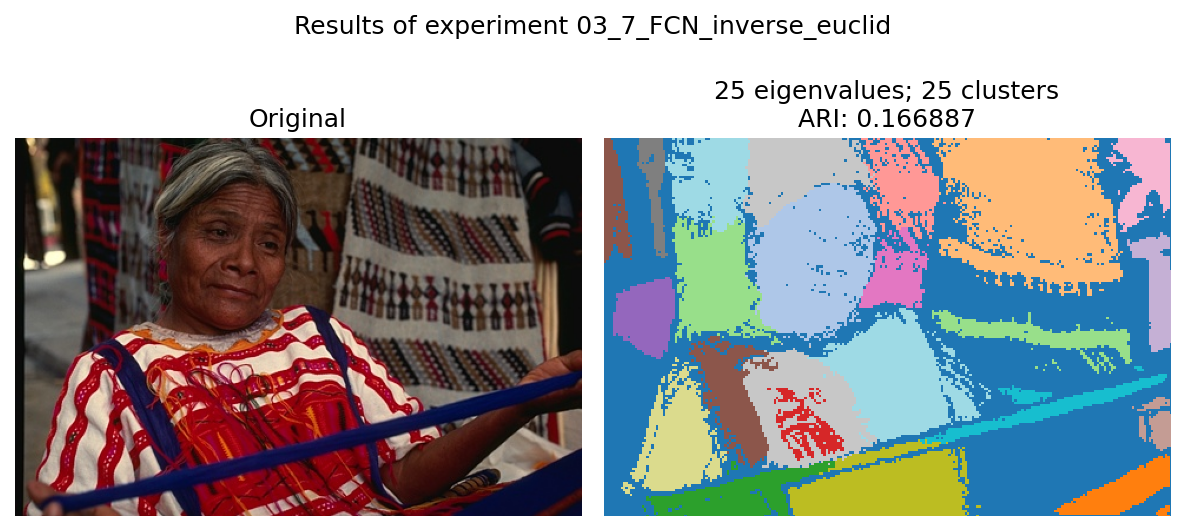 Results of experiment 03_7_FCN_inverse_euclid
Original
25 eigenvalues; 25 clusters
ARI: 0.166887